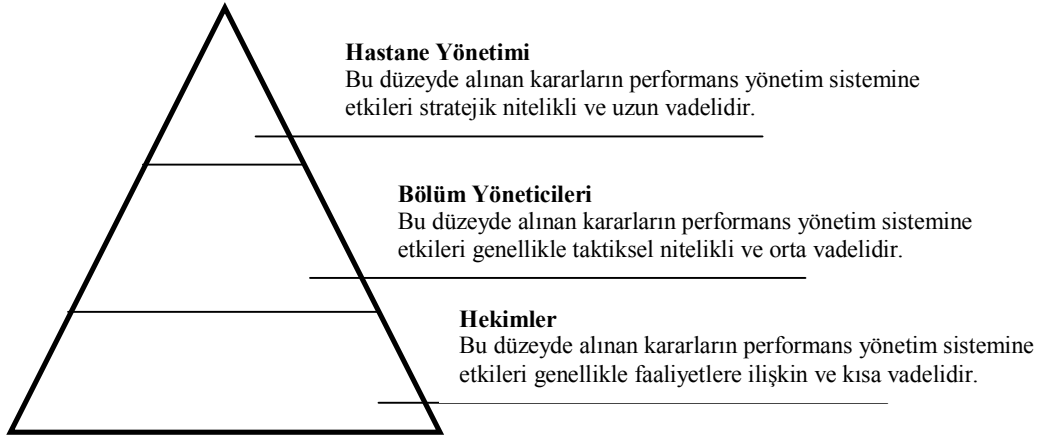 Hastane Yönetimi
Bu düzeyde alınan kararların performans yönetim sistemine
etkileri stratejik nitelikli ve uzun vadelidir.
Bölüm Yöneticileri
Bu düzeyde alınan kararların performans yönetim sistemine
etkileri genellikle taktiksel nitelikli ve orta vadelidir.
Hekimler
Bu düzeyde alınan kararların performans yönetim sistemine
etkileri genellikle faaliyetlere ilişkin ve kısa vadelidir.